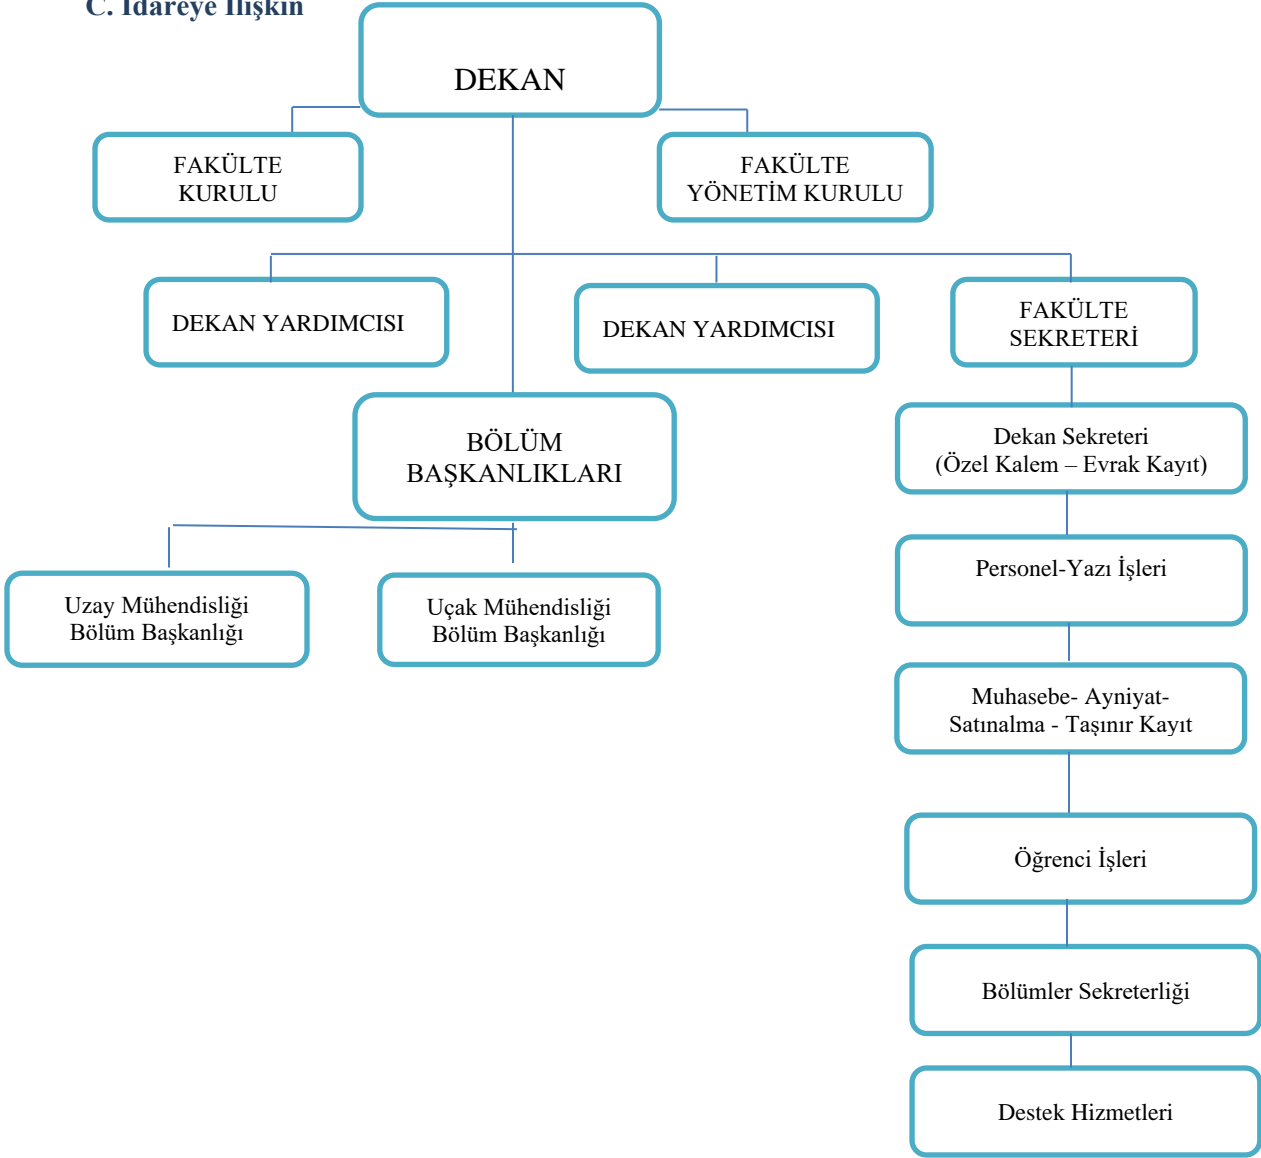 C. İdareye İlişkin
DEKAN
FAKÜLTE
KURULU
FAKÜLTE
YÖNETİM KURULU
DEKAN YARDIMCISI
DEKAN YARDIMCISI
FAKÜLTE
SEKRETERİ
BÖLÜM
BAŞKANLIKLARI
Dekan Sekreteri
(Özel Kalem – Evrak Kayıt)
Personel-Yazı İşleri
Uzay Mühendisliği
Bölüm Başkanlığı
Uçak Mühendisliği
Bölüm Başkanlığı
Muhasebe- Ayniyat-
Satınalma - Taşınır Kayıt
Öğrenci İşleri
Bölümler Sekreterliği
Destek Hizmetleri